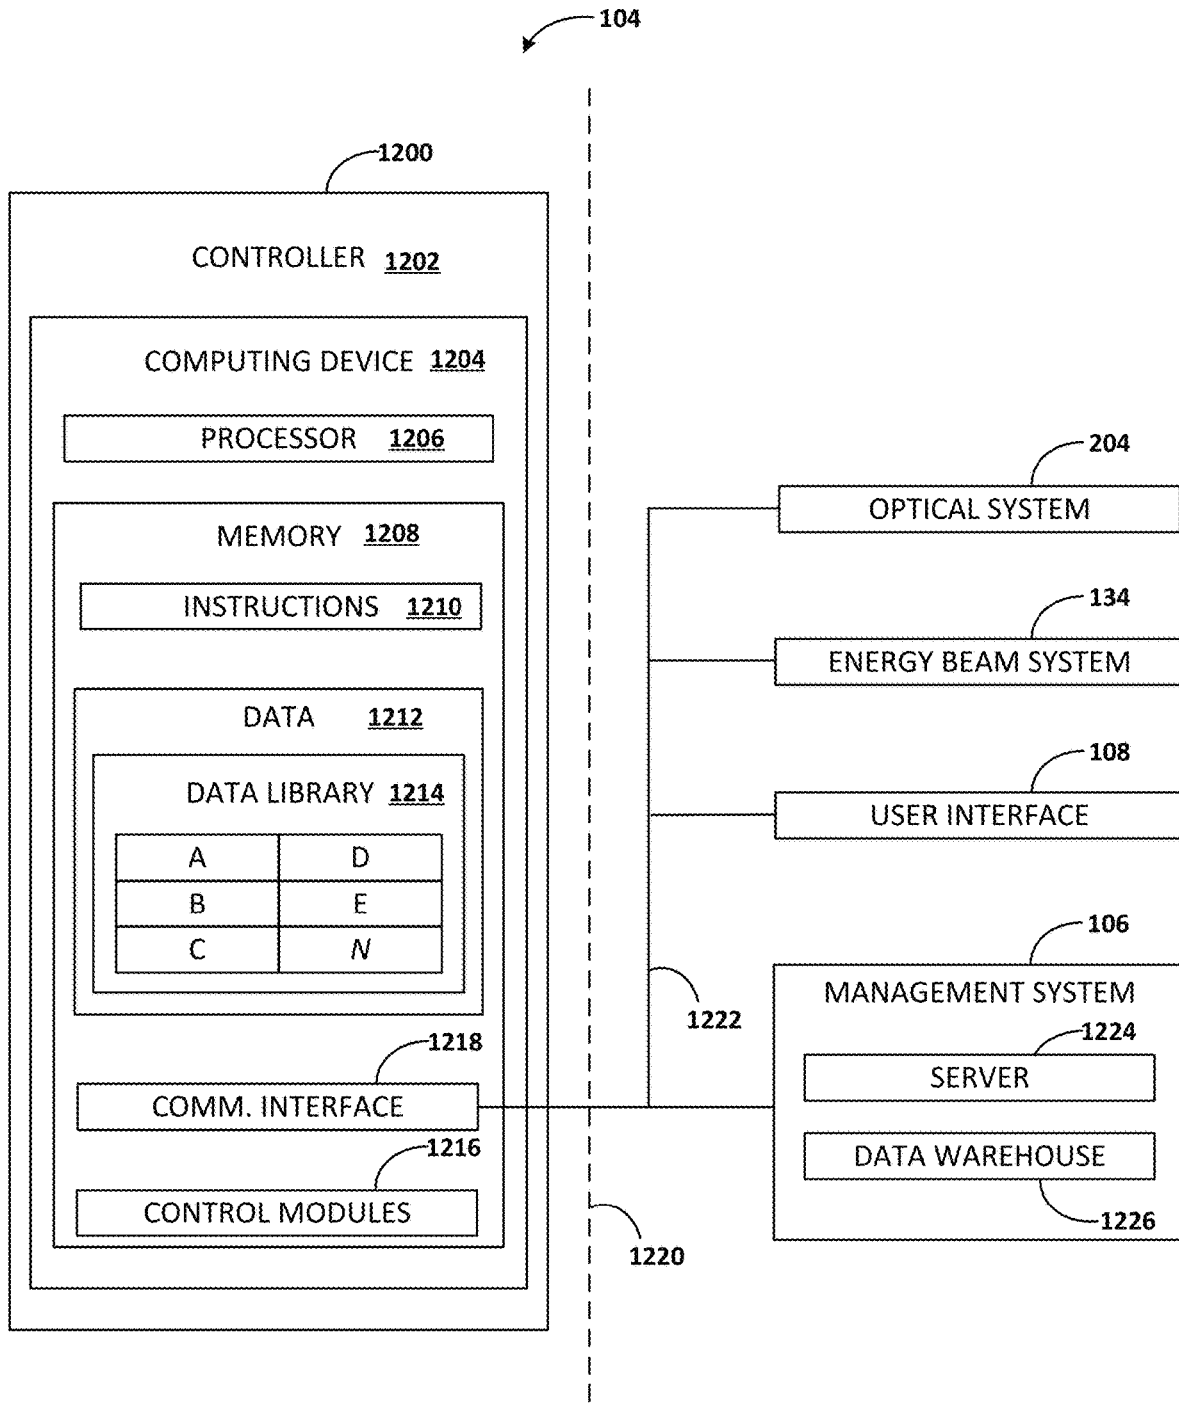 104
1200
CONTROLLER 1202
COMPUTING DEVICE 1204
PROCESSOR 1206
MEMORY 1208
INSTRUCTIONS 1210
DATA 1212
DATA LIBRARY 1214
A D
B E
C N
1218
COMM. INTERFACE
1216
CONTROL MODULES
204
OPTICAL SYSTEM
134
ENERGY BEAM SYSTEM
108
USER INTERFACE
106
MANAGEMENT SYSTEM
1222
1224
SERVER
DATA WAREHOUSE
1226
1220